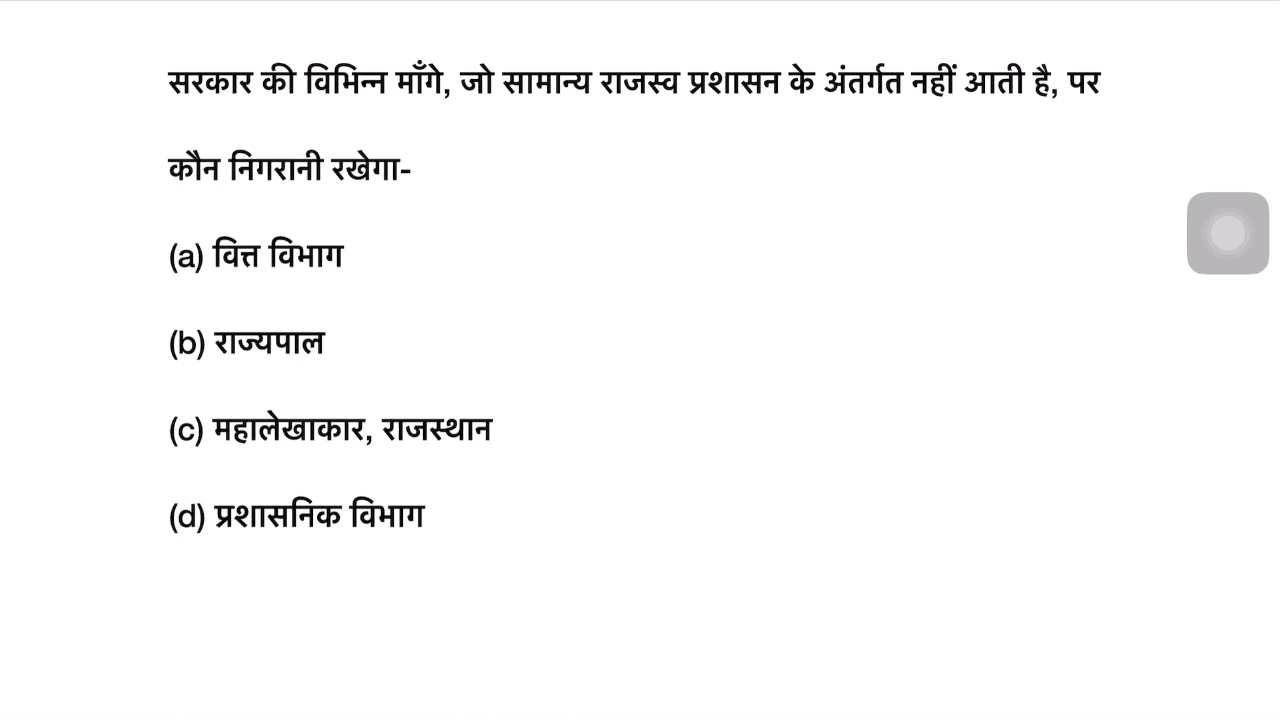 सरकार की विभिन्न माँगे, जो सामान्य राजस्व प्रशासन के अंतर्गत नहीं आती है, पर
कौन निगरानी रखेगा-
(a) वित्त विभाग
(b) राज्यपाल
(c) महालेखाकार, राजस्थान
(d) प्रशासनिक विभाग